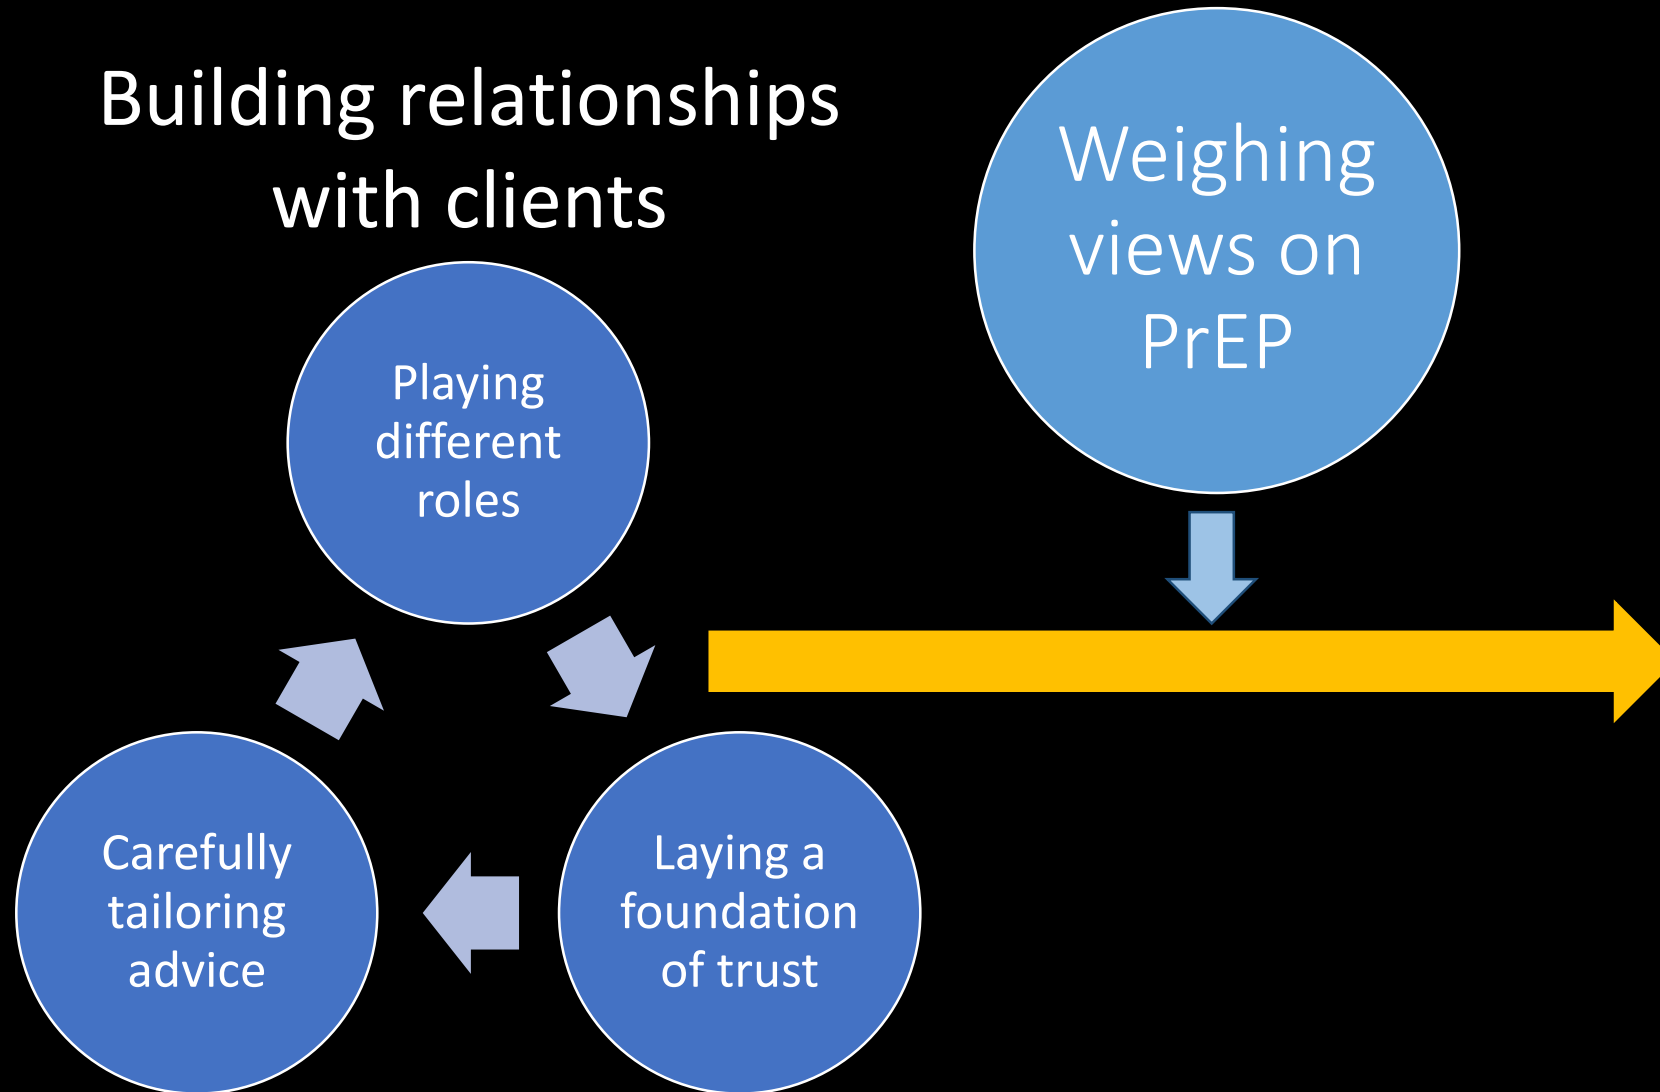 Building relationships
with clients
Weighing
views on
PrEP
Playing
different
roles
Carefully
tailoring
advice
Laying a
foundation
of trust